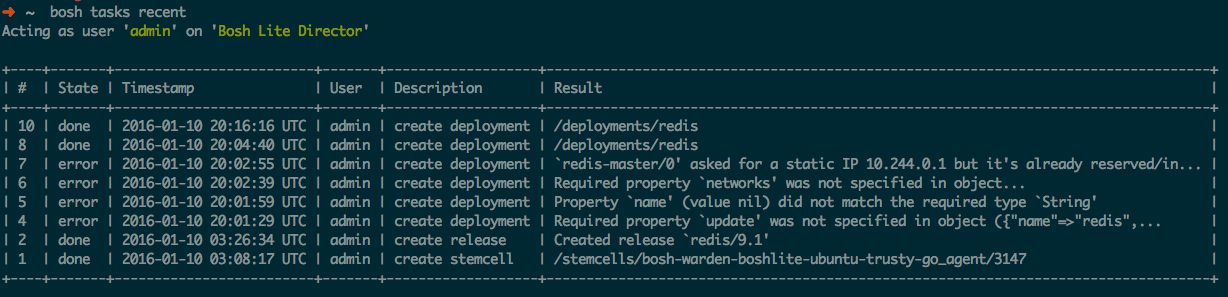 ➜ ~ bosh tasks recent
Acting as user 'admin' on 'Bosh Lite Director'
+----+-------+-------------------------+-------+-------------------+-------------------------------------------------------------------------------+
| # | State | Timestamp | User | Description | Result |
+----+-------+-------------------------+-------+-------------------+-------------------------------------------------------------------------------+
| 10 | done | 2016-01-10 20:16:16 UTC | admin | create deployment | /deployments/redis |
| 8 | done | 2016-01-10 20:04:40 UTC | admin | create deployment | /deployments/redis |
| 7 | error | 2016-01-10 20:02:55 UTC | admin | create deployment | `redis-master/0' asked for a static IP 10.244.0.1 but it's already reserved/in... |
| 6 | error | 2016-01-10 20:02:39 UTC | admin | create deployment | Required property `networks' was not specified in object... |
| 5 | error | 2016-01-10 20:01:59 UTC | admin | create deployment | Property `name' (value nil) did not match the required type `String' |
| 4 | error | 2016-01-10 20:01:29 UTC | admin | create deployment | Required property `update' was not specified in object ({"name"=>"redis",... |
| 2 | done | 2016-01-10 03:26:34 UTC | admin | create release | Created release `redis/9.1' |
| 1 | done | 2016-01-10 03:08:17 UTC | admin | create stemcell | /stemcells/bosh-warden-boshlite-ubuntu-trusty-go_agent/3147 |
+----+-------+-------------------------+-------+-------------------+-------------------------------------------------------------------------------+